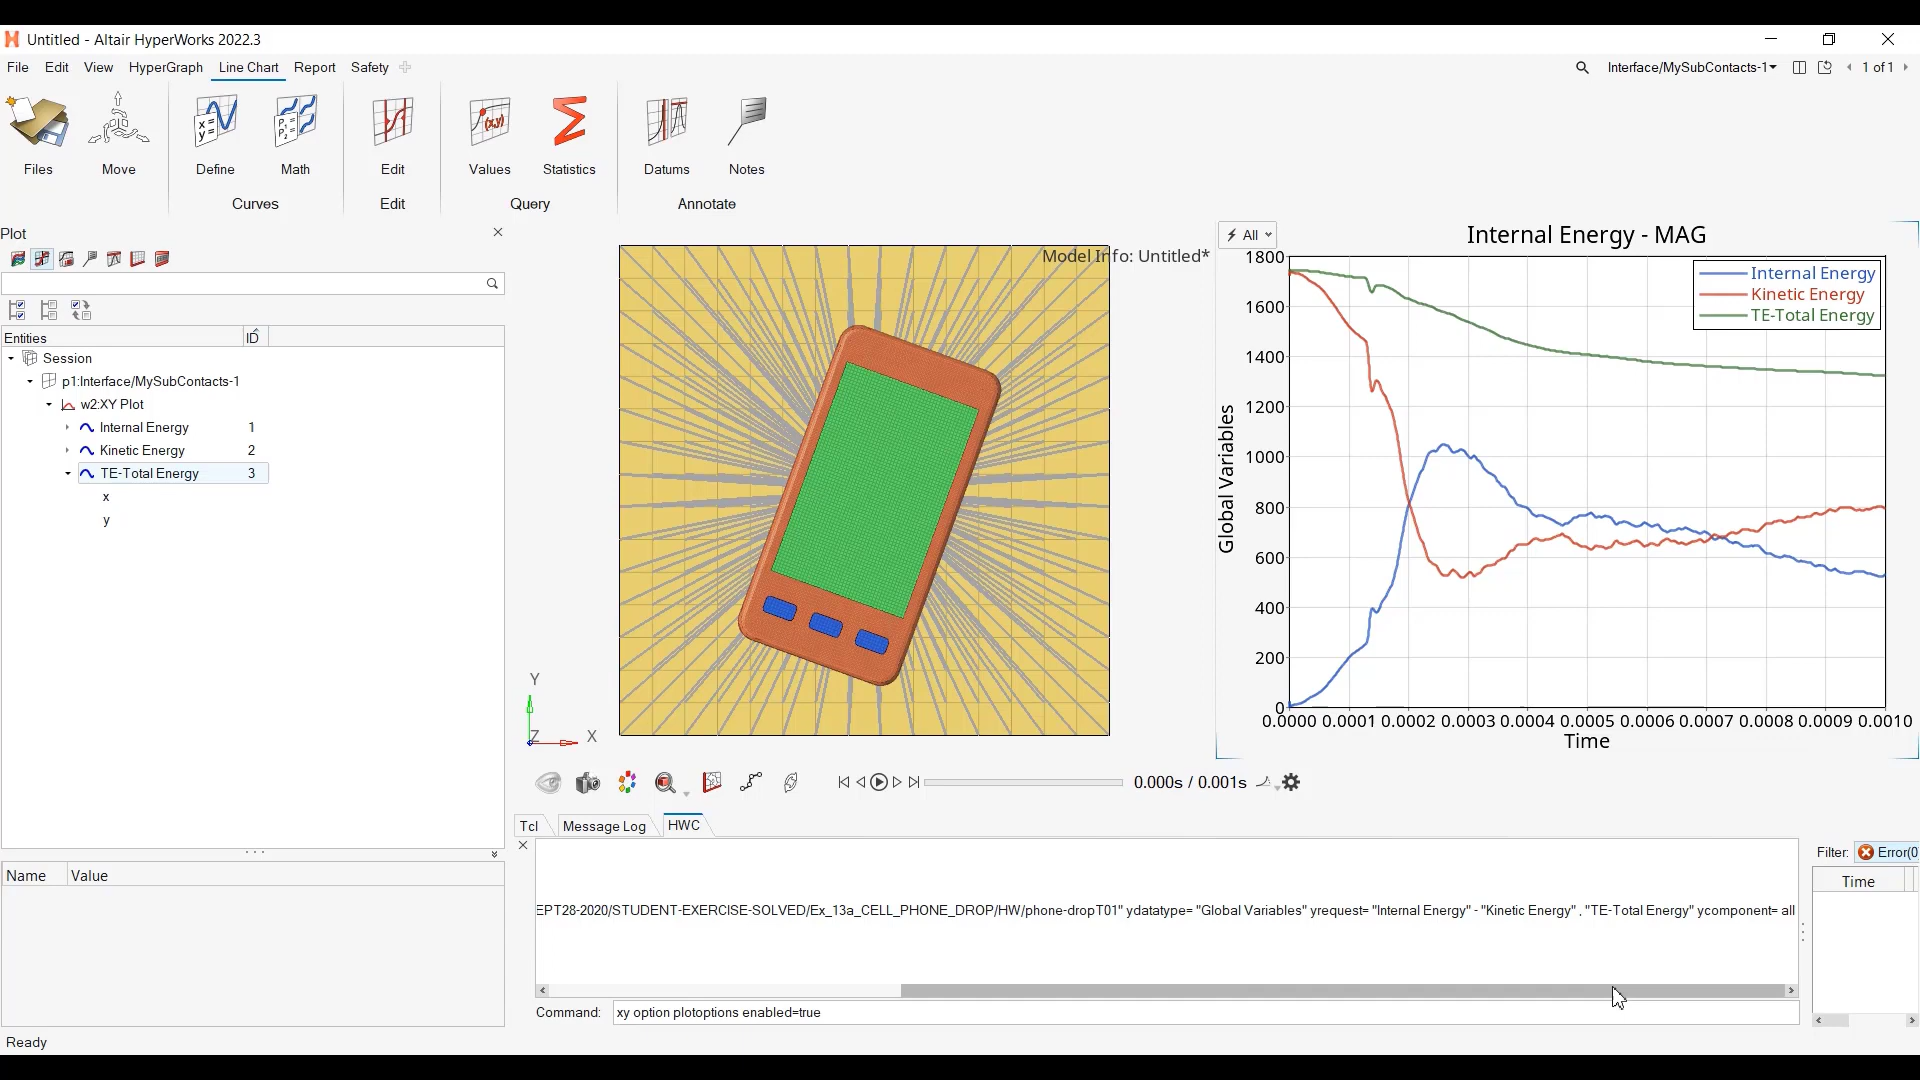 Untitled - Altair HyperWorks 2022.3
File Edit View HyperGraph Line Chart Report Safety
Interface/MySubContacts-1 1 of 1
Files Move Define Math Edit Values Statistics Datums Notes
Curves Edit Query Annotate
Plot
Entities ID
Session
p1:Interface/MySubContacts-1
w2:XY Plot
Internal Energy 1
Kinetic Energy 2
TE-Total Energy 3
x
y
Name Value
Ready
Model Info: Untitled*
Y
Z X
All
Internal Energy - MAG
Internal Energy
Kinetic Energy
TE-Total Energy
Global Variables
1800
1600
1400
1200
1000
800
600
400
200
0
0.0000 0.0001 0.0002 0.0003 0.0004 0.0005 0.0006 0.0007 0.0008 0.0009 0.0010
Time
0.000s / 0.001s
Tcl Message Log HWC
EPT28-2020/STUDENT-EXERCISE-SOLVED/Ex_13a_CELL_PHONE_DROP/HW/phone-dropT01" ydatatype= "Global Variables" yrequest= "Internal Energy" - "Kinetic Energy" , "TE-Total Energy" ycomponent= all
Command: xy option plotoptions enabled=true
Filter: Error(0
Time